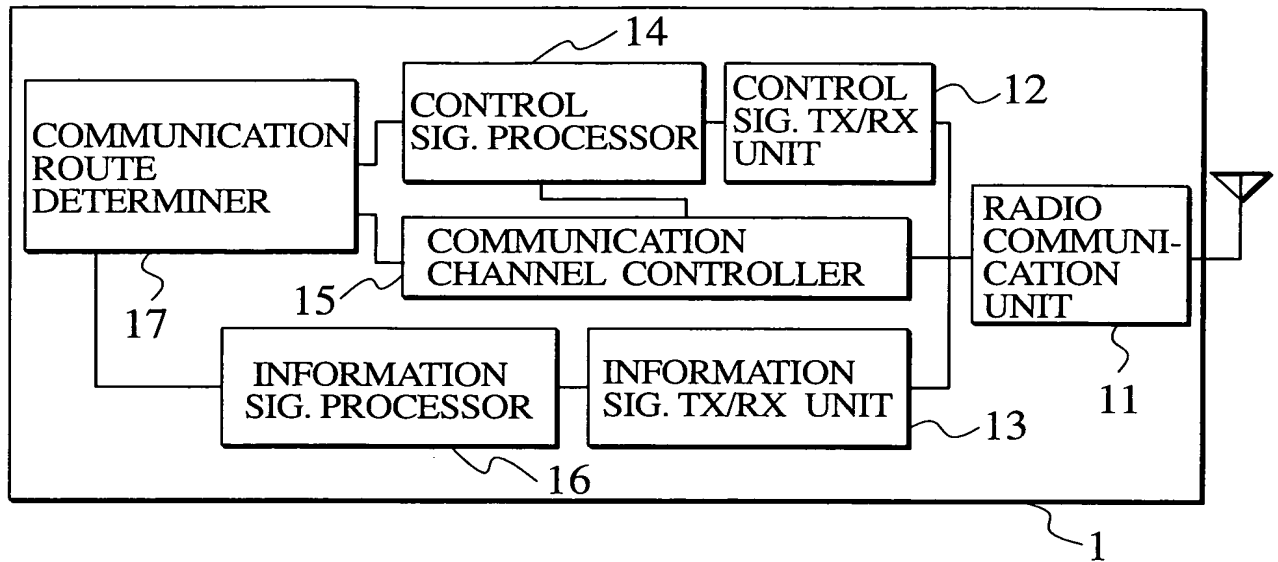 14
CONTROL
SIG. PROCESSOR
CONTROL
SIG. TX/RX
UNIT
12
COMMUNICATION
ROUTE
DETERMINER
17
COMMUNICATION
CHANNEL CONTROLLER
15
RADIO
COMMUNI-
CATION
UNIT
11
INFORMATION
SIG. PROCESSOR
16
INFORMATION
SIG. TX/RX UNIT
13
1